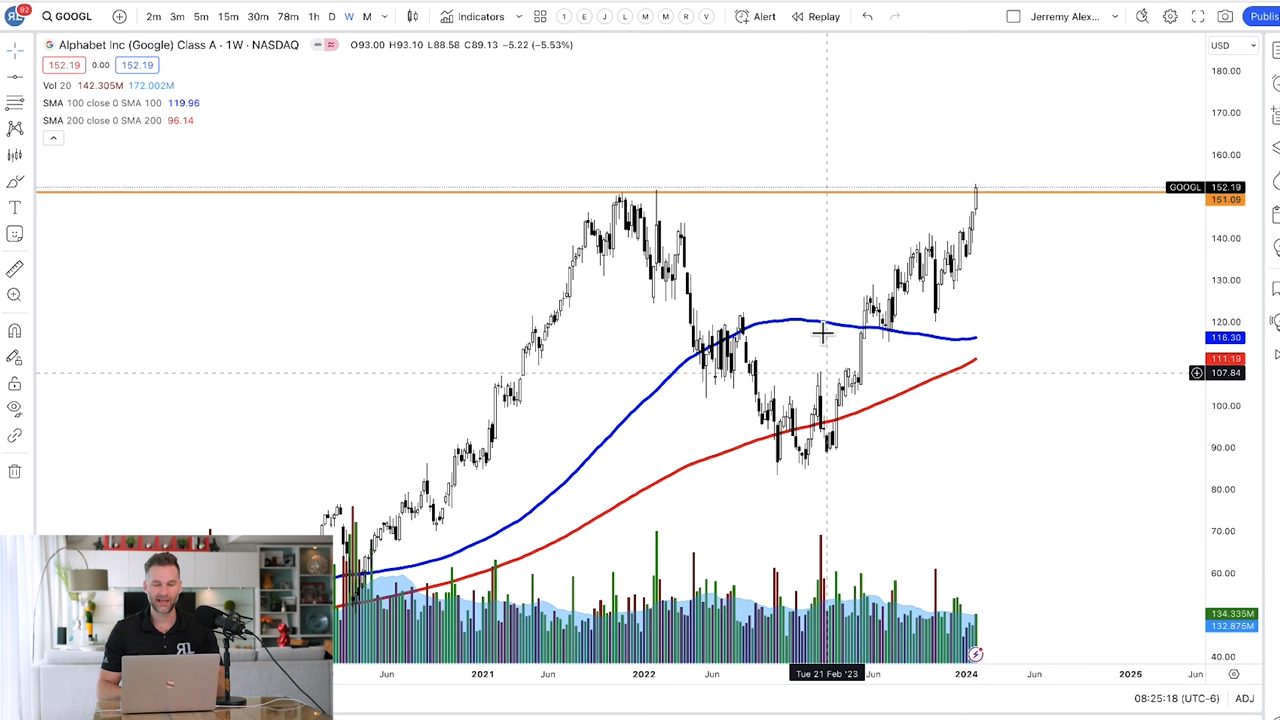 92 GOOGL 2m 3m 5m 15m 30m 78m 1h D W M Indicators 1 E J L M M R V Alert Replay Jerremy Alex... Publis
Alphabet Inc (Google) Class A · 1W · NASDAQ O93.00 H93.10 L88.58 C89.13 −5.22 (−5.53%) USD
152.19 0.00 152.19
Vol 20 142.305M 172.002M
SMA 100 close 0 SMA 100 119.96
SMA 200 close 0 SMA 200 96.14
180.00
170.00
160.00
GOOGL 152.19
151.09
140.00
130.00
120.00
116.30
111.19
107.84
100.00
90.00
80.00
70.00
60.00
134.335M
132.875M
40.00
Jun 2021 Jun 2022 Jun Tue 21 Feb '23 Jun 2024 Jun 2025 Jun
08:25:18 (UTC-6) ADJ
RL